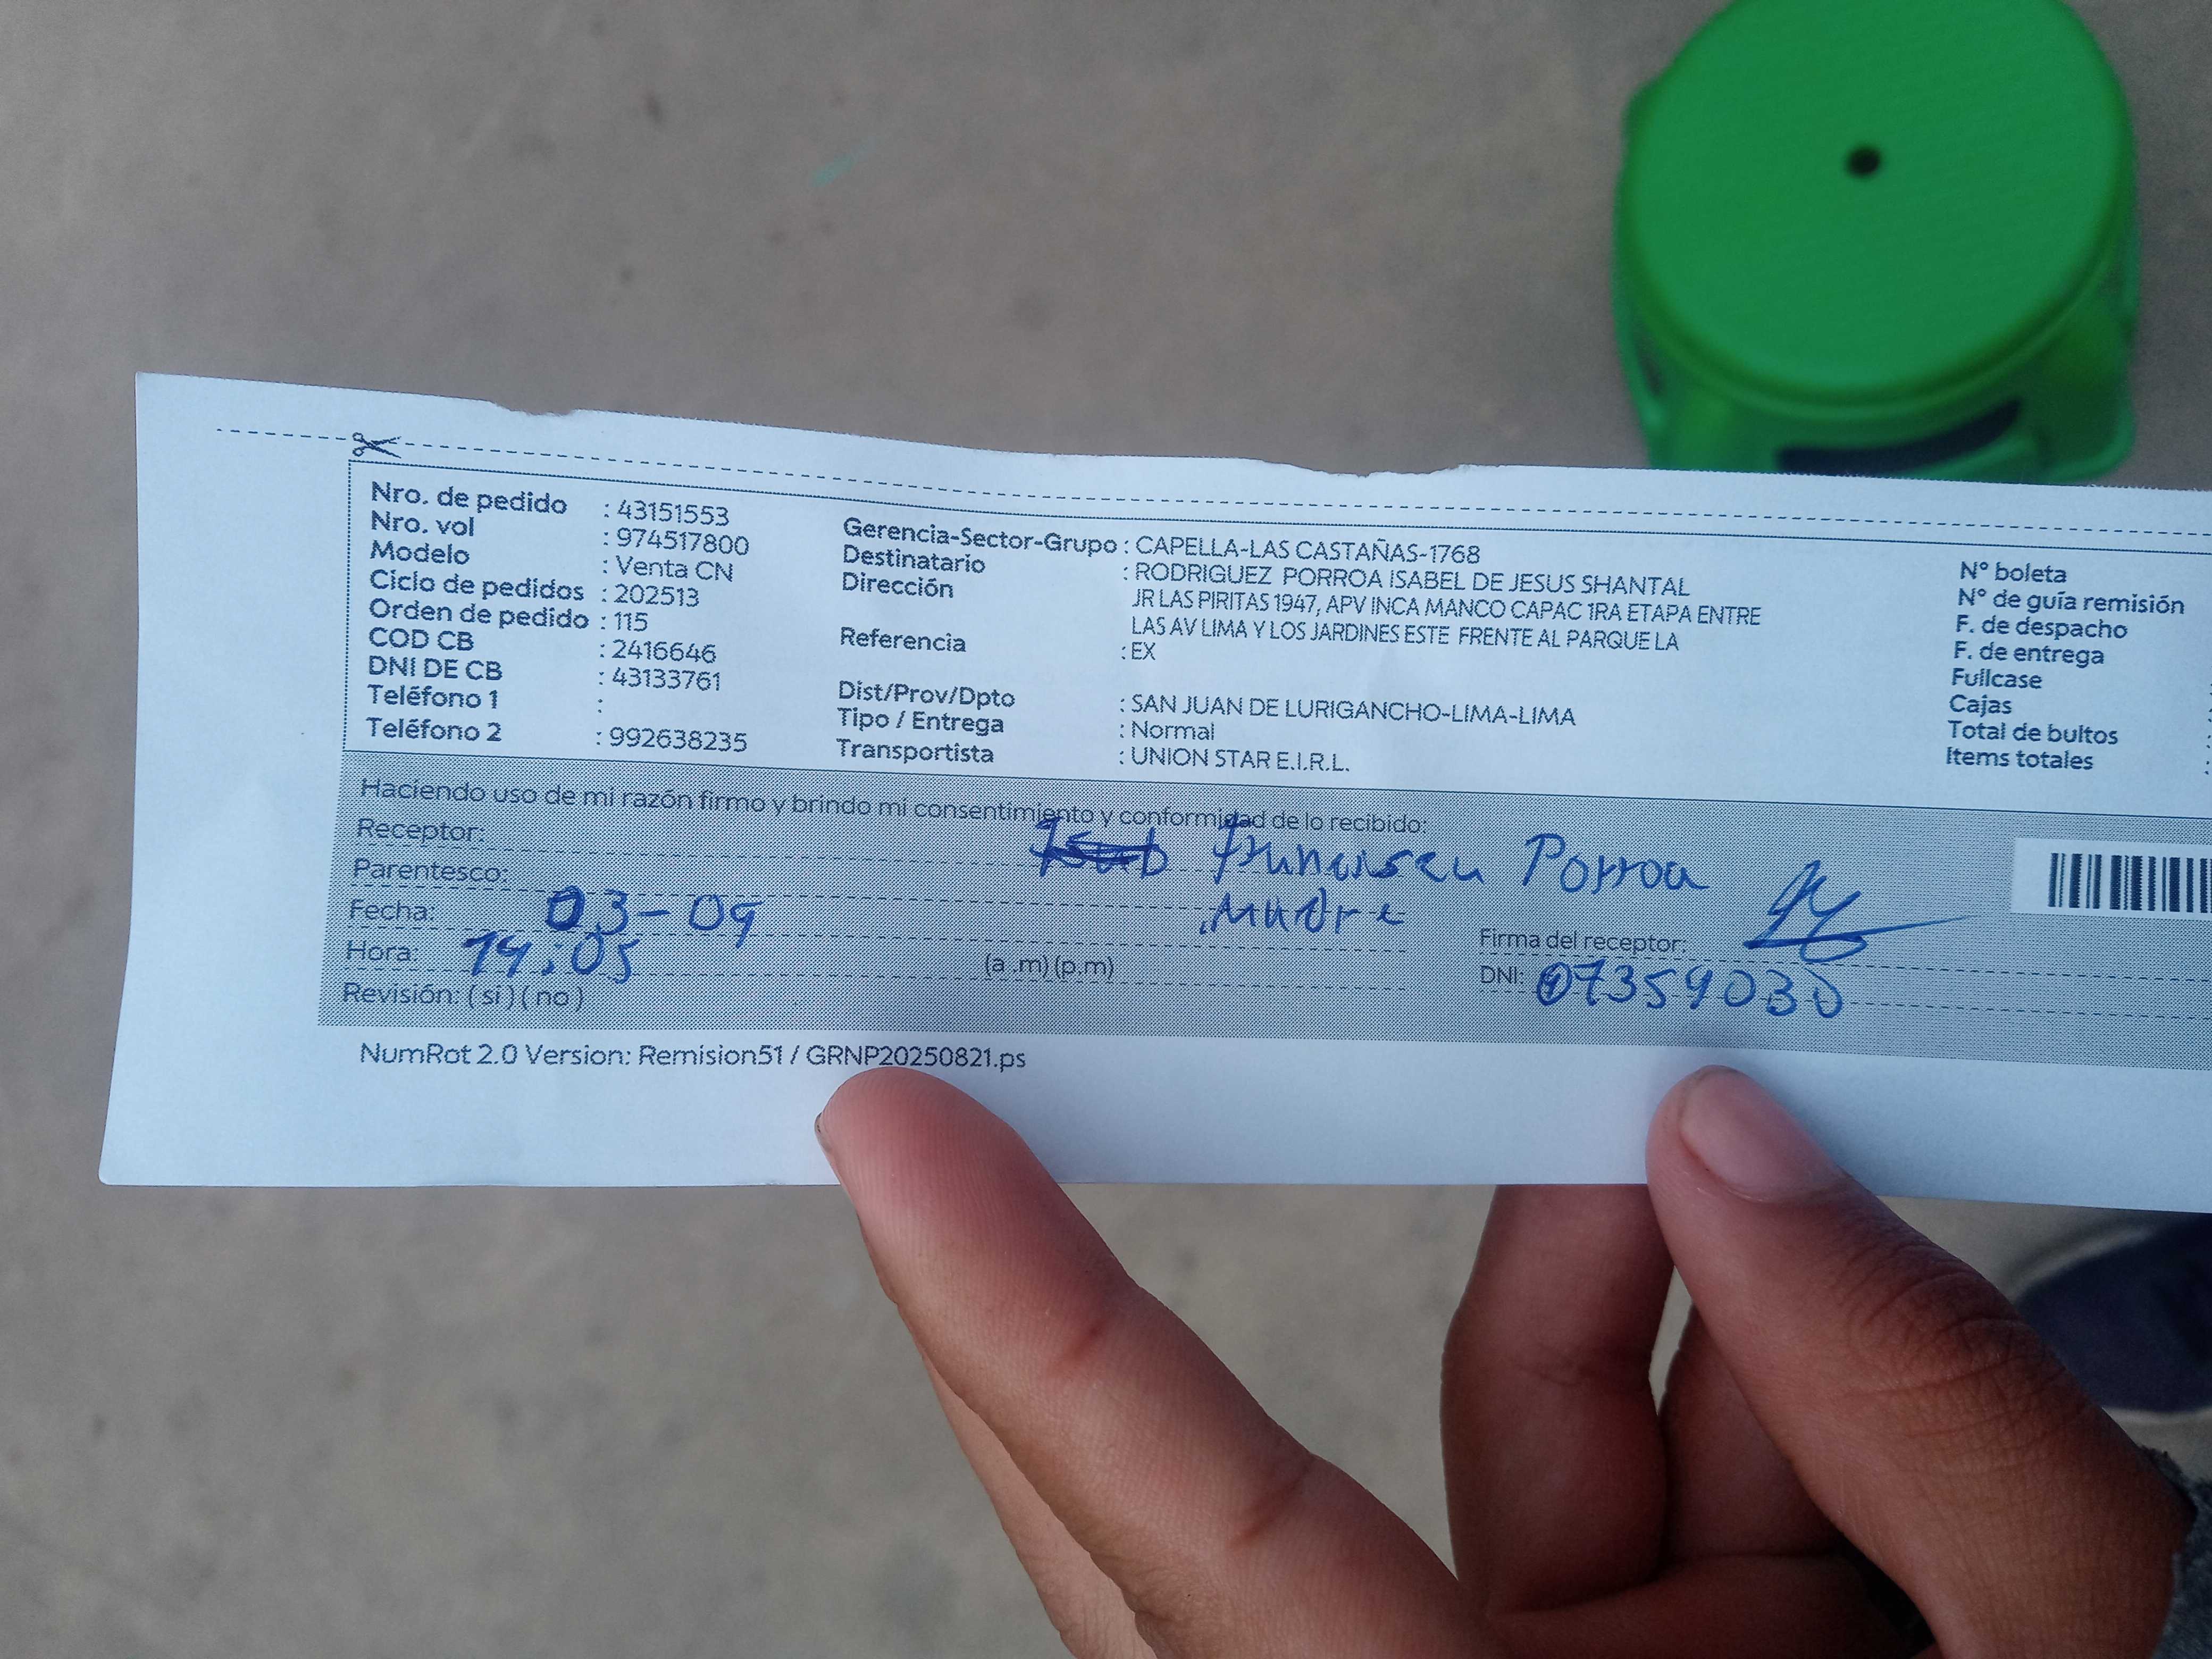 Nro. de pedido : 43151553
Nro. vol : 974517800
Modelo : Venta CN
Ciclo de pedidos : 202513
Orden de pedido : 115
COD CB : 2416646
DNI DE CB : 43133761
Teléfono 1 :
Teléfono 2 : 992638235
Gerencia-Sector-Grupo : CAPELLA-LAS CASTAÑAS-1768
Destinatario : RODRIGUEZ PORROA ISABEL DE JESUS SHANTAL
Dirección JR LAS PIRITAS 1947, APV INCA MANCO CAPAC 1RA ETAPA ENTRE
LAS AV LIMA Y LOS JARDINES ESTE FRENTE AL PARQUE LA
Referencia : EX
Dist/Prov/Dpto : SAN JUAN DE LURIGANCHO-LIMA-LIMA
Tipo / Entrega : Normal
Transportista : UNION STAR E.I.R.L.
N° boleta
N° de guía remisión
F. de despacho
F. de entrega
Fullcase :
Cajas :
Total de bultos :
Items totales :
Haciendo uso de mi razón firmo y brindo mi consentimiento y conformidad de lo recibido:
Receptor: Porroa
Parentesco: Madre
Fecha: 03-09
Hora: 14:05 (a .m) (p.m)
Revisión: ( si ) ( no )
Firma del receptor:
DNI: 07359030
NumRot 2.0 Version: Remision51 / GRNP20250821.ps